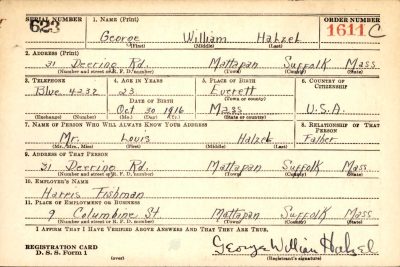 SERIAL NUMBER
1. NAME (Print)
ORDER NUMBER
623
George William Hatzel
1611 C
(First) (Middle) (Last)
2. ADDRESS (Print)
31 Deering Rd. Mattapan Suffolk Mass
(Number and street or R. F. D. number) (Town) (County) (State)
3. TELEPHONE
4. AGE IN YEARS
5. PLACE OF BIRTH
6. COUNTRY OF CITIZENSHIP
Blue. 4232
23
Everett
(Town or county)
DATE OF BIRTH
Oct 30 1916
Mass
U.S.A.
(Exchange) (Number)
(Mo.) (Day) (Yr.)
(State or country)
7. NAME OF PERSON WHO WILL ALWAYS KNOW YOUR ADDRESS
8. RELATIONSHIP OF THAT PERSON
Mr. Louis Hatzel
Father
(Mr., Mrs., Miss) (First) (Middle) (Last)
9. ADDRESS OF THAT PERSON
31 Deering Rd. Mattapan Suffolk Mass
(Number and street or R. F. D. number) (Town) (County) (State)
10. EMPLOYER'S NAME
Harris Fishman
11. PLACE OF EMPLOYMENT OR BUSINESS
9 Columbine St. Mattapan Suffolk Mass
(Number and street or R. F. D. number) (Town) (County) (State)
I AFFIRM THAT I HAVE VERIFIED ABOVE ANSWERS AND THAT THEY ARE TRUE.
REGISTRATION CARD
D. S. S. Form 1
(over)
George William Hatzel
(Registrant's signature)